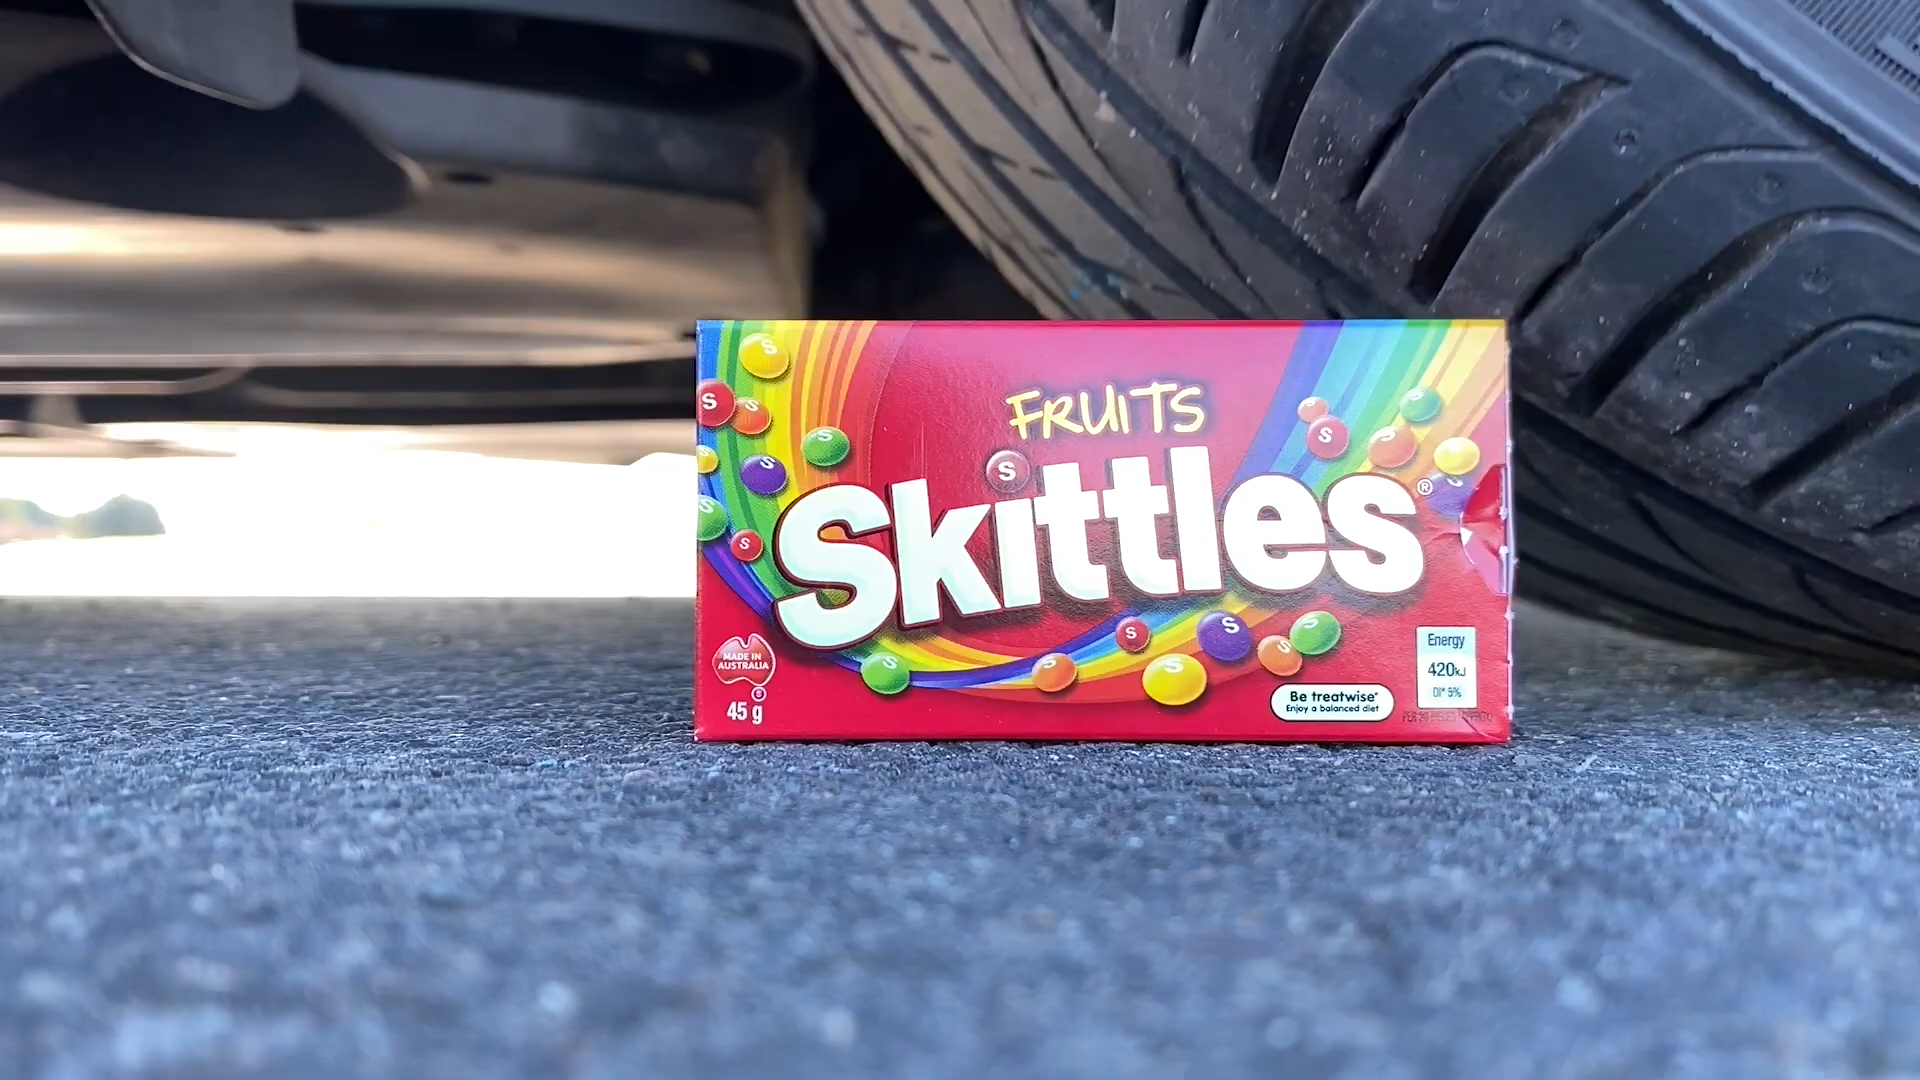 FRUITS
Skittles®
MADE IN
AUSTRALIA
45 g
Be treatwise*
Enjoy a balanced diet
Energy
420kJ
DI* 5%